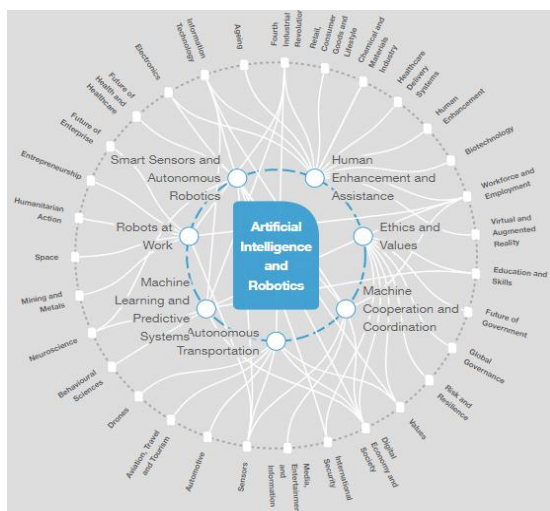 Artificial
Intelligence
and
Robotics
Smart Sensors and
Autonomous
Robotics
Human
Enhancement and
Assistance
Robots at
Work
Ethics and
Values
Machine
Learning and
Predictive
Systems
Machine
Cooperation and
Coordination
Autonomous
Transportation
Fourth
Industrial
Revolution
Retail,
Consumer
Goods and
Lifestyle
Chemical and
Materials
Industry
Healthcare
Delivery
Systems
Human
Enhancement
Biotechnology
Workforce and
Employment
Virtual and
Augmented
Reality
Education and
Skills
Future of
Government
Global
Governance
Risk and
Resilience
Values
Digital
Economy and
Society
International
Security
Media,
Entertainment
and
Information
Sensors
Automotive
Aviation, Travel
and Tourism
Drones
Behavioural
Sciences
Neuroscience
Mining and
Metals
Space
Humanitarian
Action
Entrepreneurship
Future of
Enterprise
Future of
Health and
Healthcare
Electronics
Information
Technology
Ageing